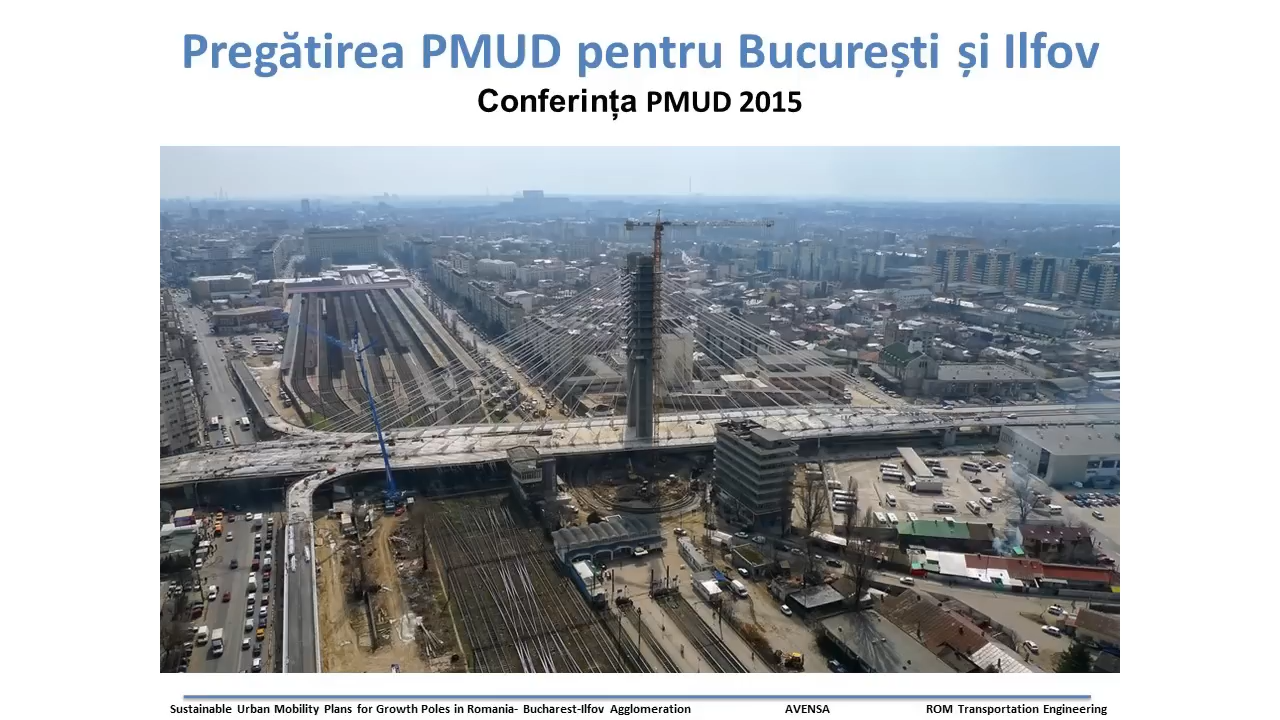 Pregătirea PMUD pentru București și Ilfov
Conferința PMUD 2015
Sustainable Urban Mobility Plans for Growth Poles in Romania- Bucharest-Ilfov Agglomeration AVENSA ROM Transportation Engineering